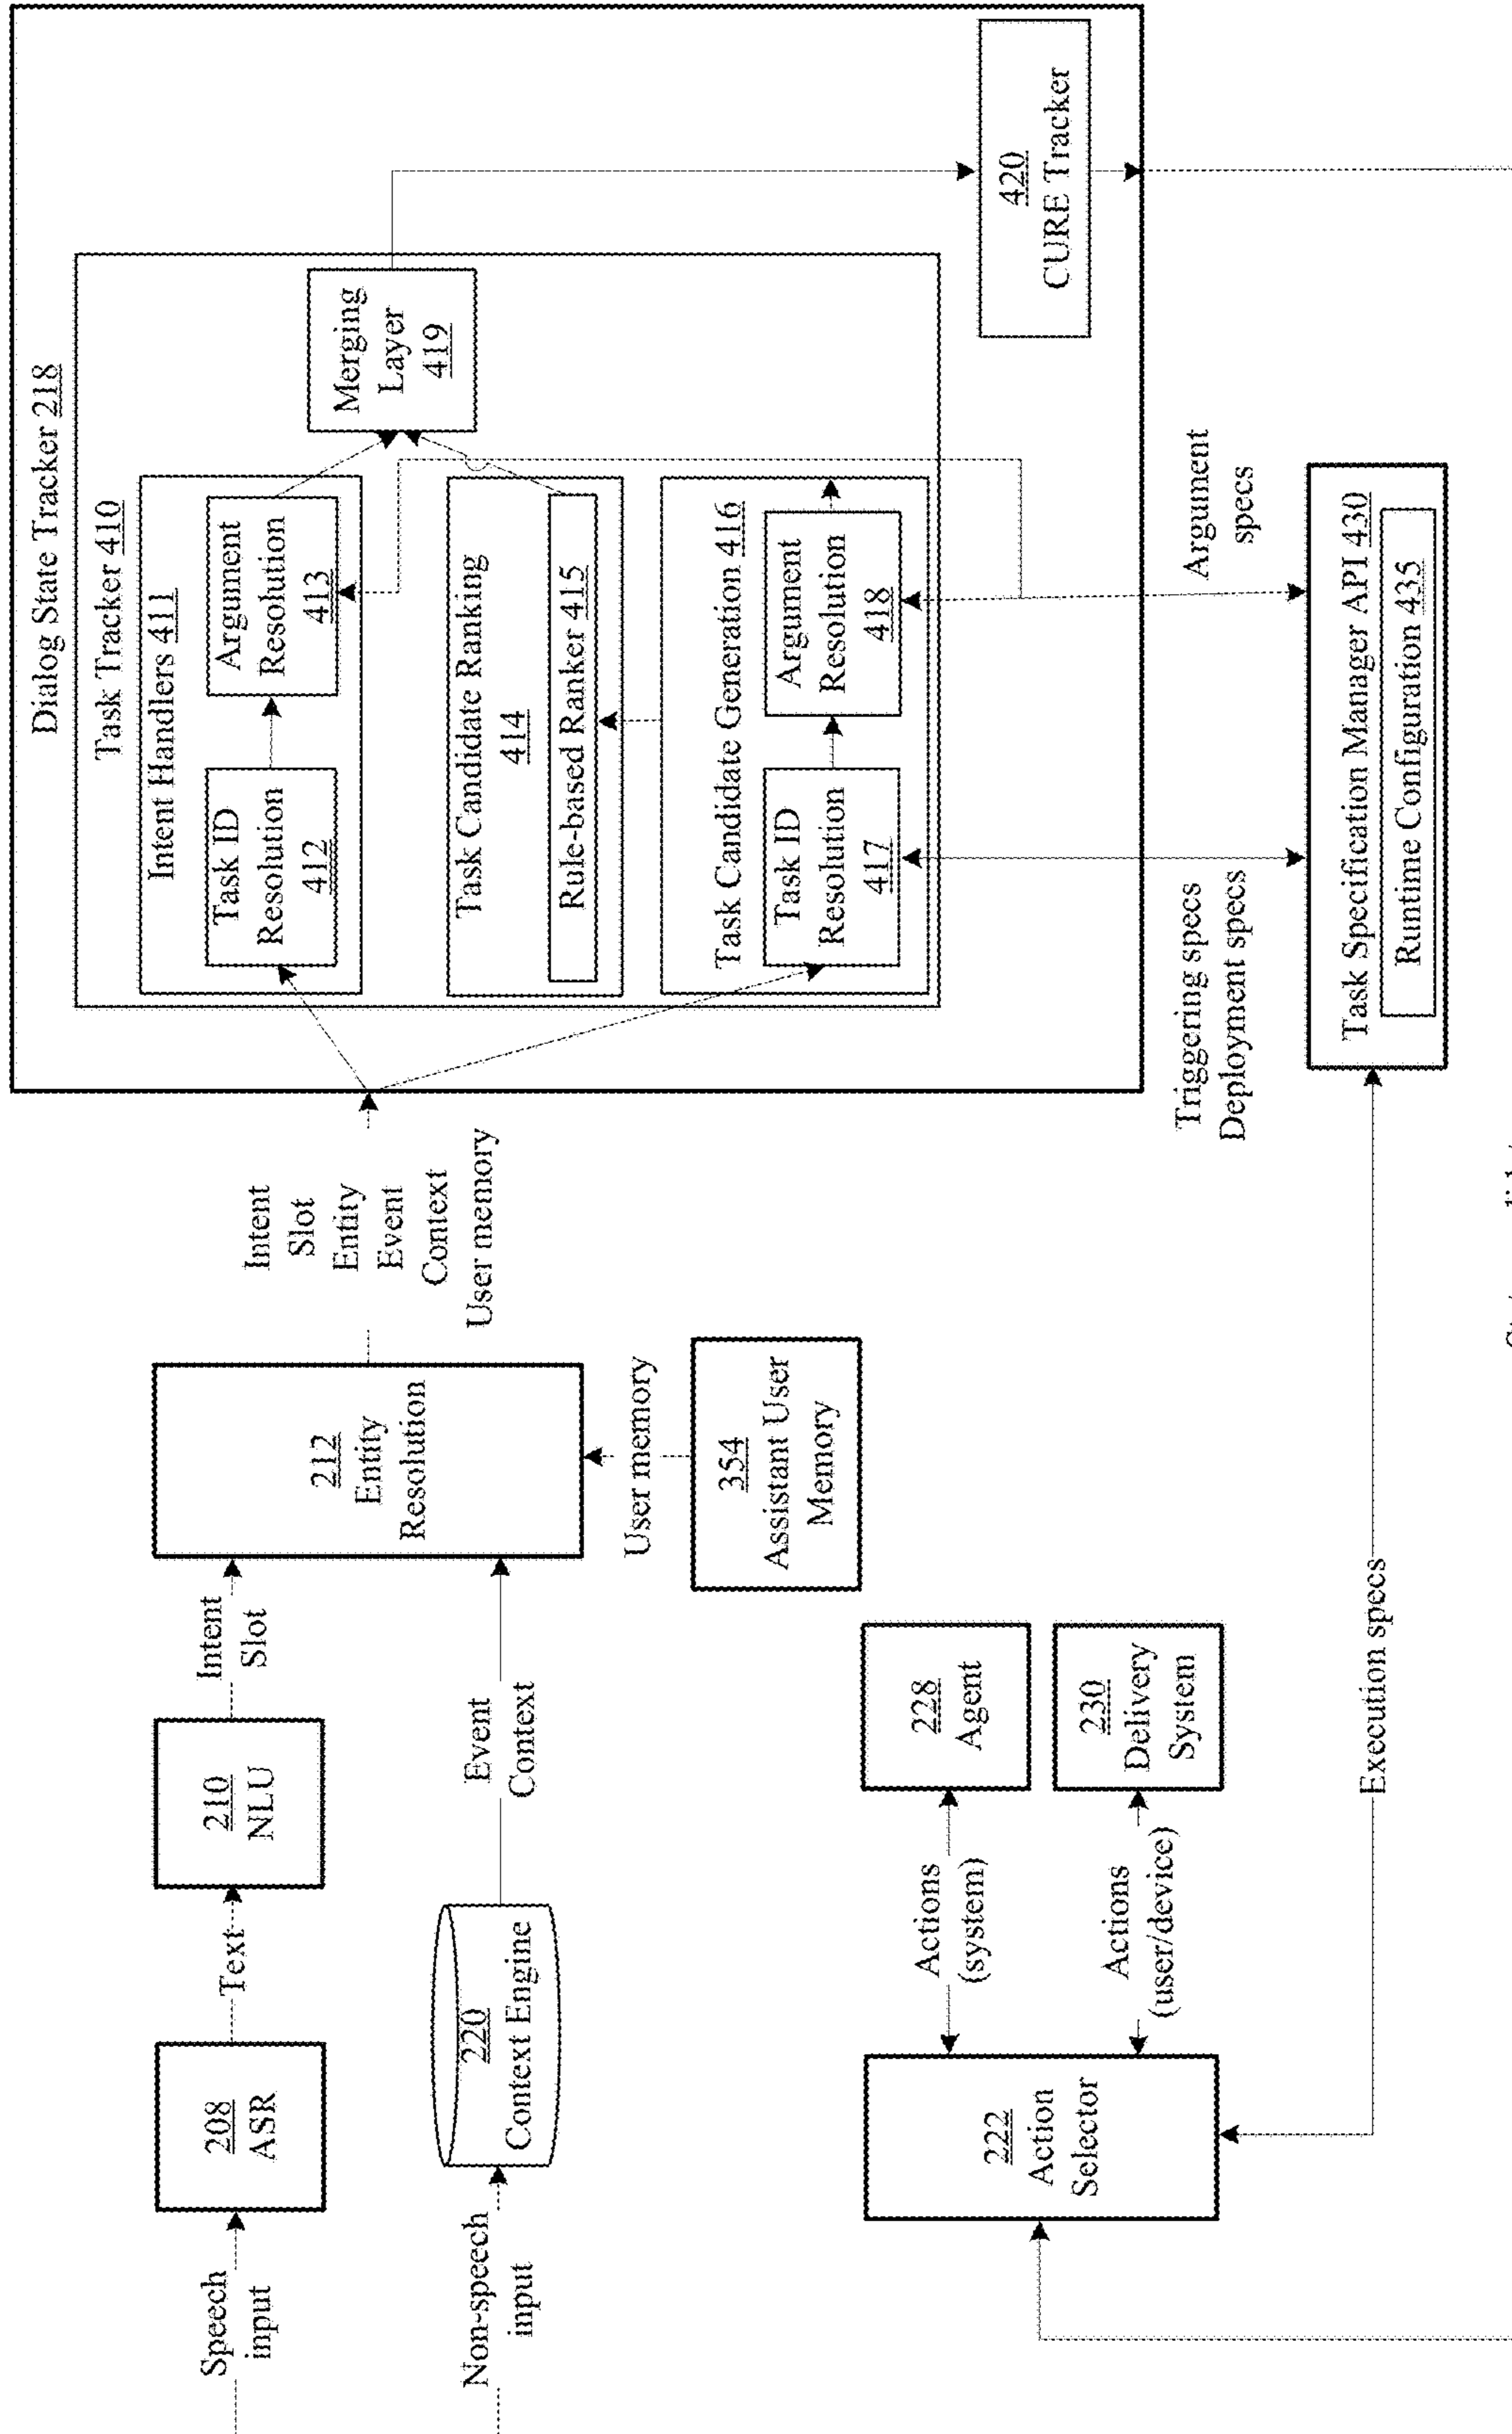 Speech
input
208
ASR
Text
210
NLU
Intent
Slot
Non-speech
input
220
Context Engine
Event
Context
212
Entity
Resolution
User memory
354
Assistant User
Memory
Intent
Slot
Entity
Event
Context
User memory
Dialog State Tracker 218
Task Tracker 410
Intent Handlers 411
Task ID
Resolution
412
Argument
Resolution
413
Task Candidate Ranking
414
Rule-based Ranker 415
Task Candidate Generation 416
Task ID
Resolution
417
Argument
Resolution
418
Merging
Layer
419
420
CURE Tracker
Triggering specs
Deployment specs
Argument
specs
Task Specification Manager API 430
Runtime Configuration 435
222
Action
Selector
Actions
(system)
228
Agent
Actions
(user/device)
230
Delivery
System
Execution specs